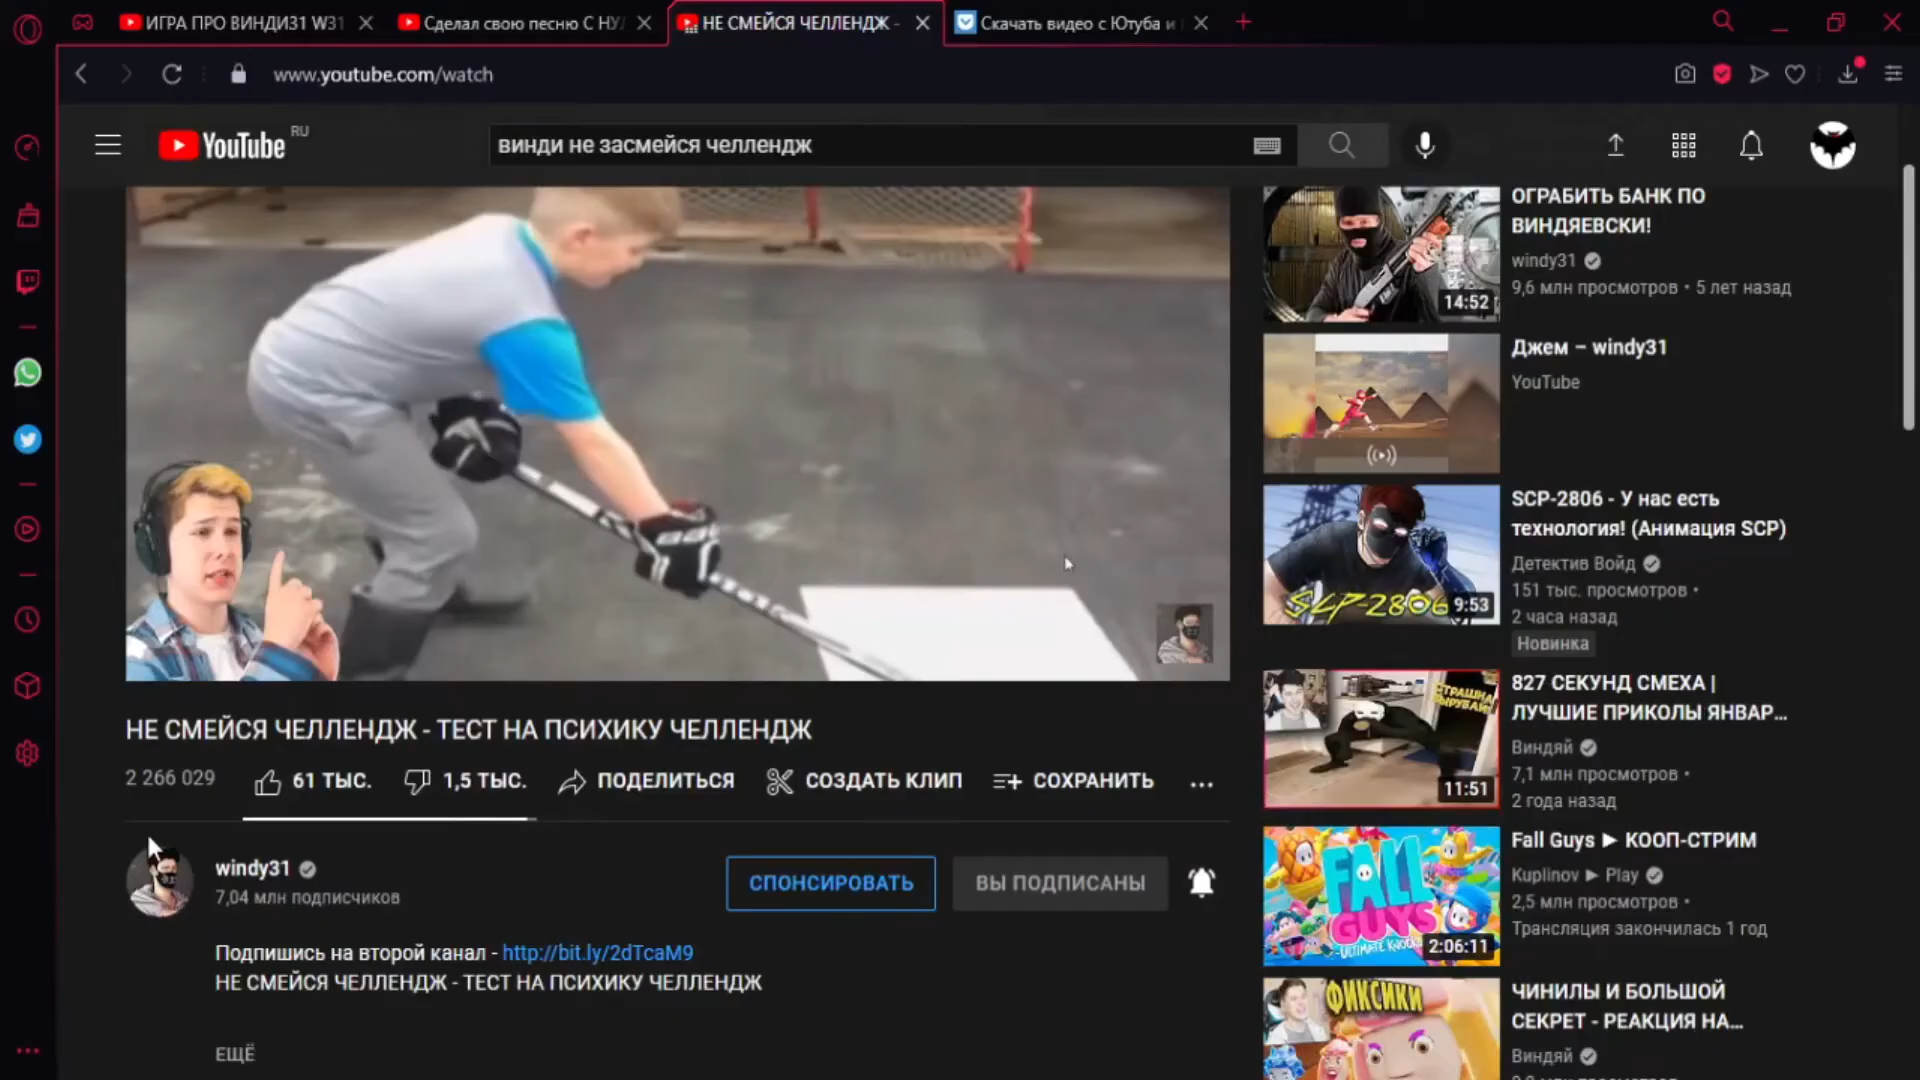 ИГРА ПРО ВИНДИ31 W31
Сделал свою песню С НУ
НЕ СМЕЙСЯ ЧЕЛЛЕНДЖ -
Скачать видео с Ютуба и
www.youtube.com/watch
YouTube RU
винди не засмейся челлендж
ОГРАБИТЬ БАНК ПО
ВИНДЯЕВСКИ!
windy31
9,6 млн просмотров • 5 лет назад
14:52
Джем – windy31
YouTube
SCP-2806 - У нас есть
технология! (Анимация SCP)
Детектив Войд
151 тыс. просмотров •
2 часа назад
Новинка
SCP-2806 9:53
827 СЕКУНД СМЕХА |
ЛУЧШИЕ ПРИКОЛЫ ЯНВАР...
Виндяй
7,1 млн просмотров •
2 года назад
11:51
НЕ СМЕЙСЯ ЧЕЛЛЕНДЖ - ТЕСТ НА ПСИХИКУ ЧЕЛЛЕНДЖ
2 266 029
61 ТЫС.
1,5 ТЫС.
ПОДЕЛИТЬСЯ
СОЗДАТЬ КЛИП
СОХРАНИТЬ
windy31
7,04 млн подписчиков
СПОНСИРОВАТЬ
ВЫ ПОДПИСАНЫ
Подпишись на второй канал - http://bit.ly/2dTcaM9
НЕ СМЕЙСЯ ЧЕЛЛЕНДЖ - ТЕСТ НА ПСИХИКУ ЧЕЛЛЕНДЖ
ЕЩЁ
Fall Guys ► КООП-СТРИМ
Kuplinov ► Play
2,5 млн просмотров •
Трансляция закончилась 1 год
FALL
GUYS
2:06:11
ЧИНИЛЫ И БОЛЬШОЙ
СЕКРЕТ - РЕАКЦИЯ НА...
Виндяй
ФИКСИКИ